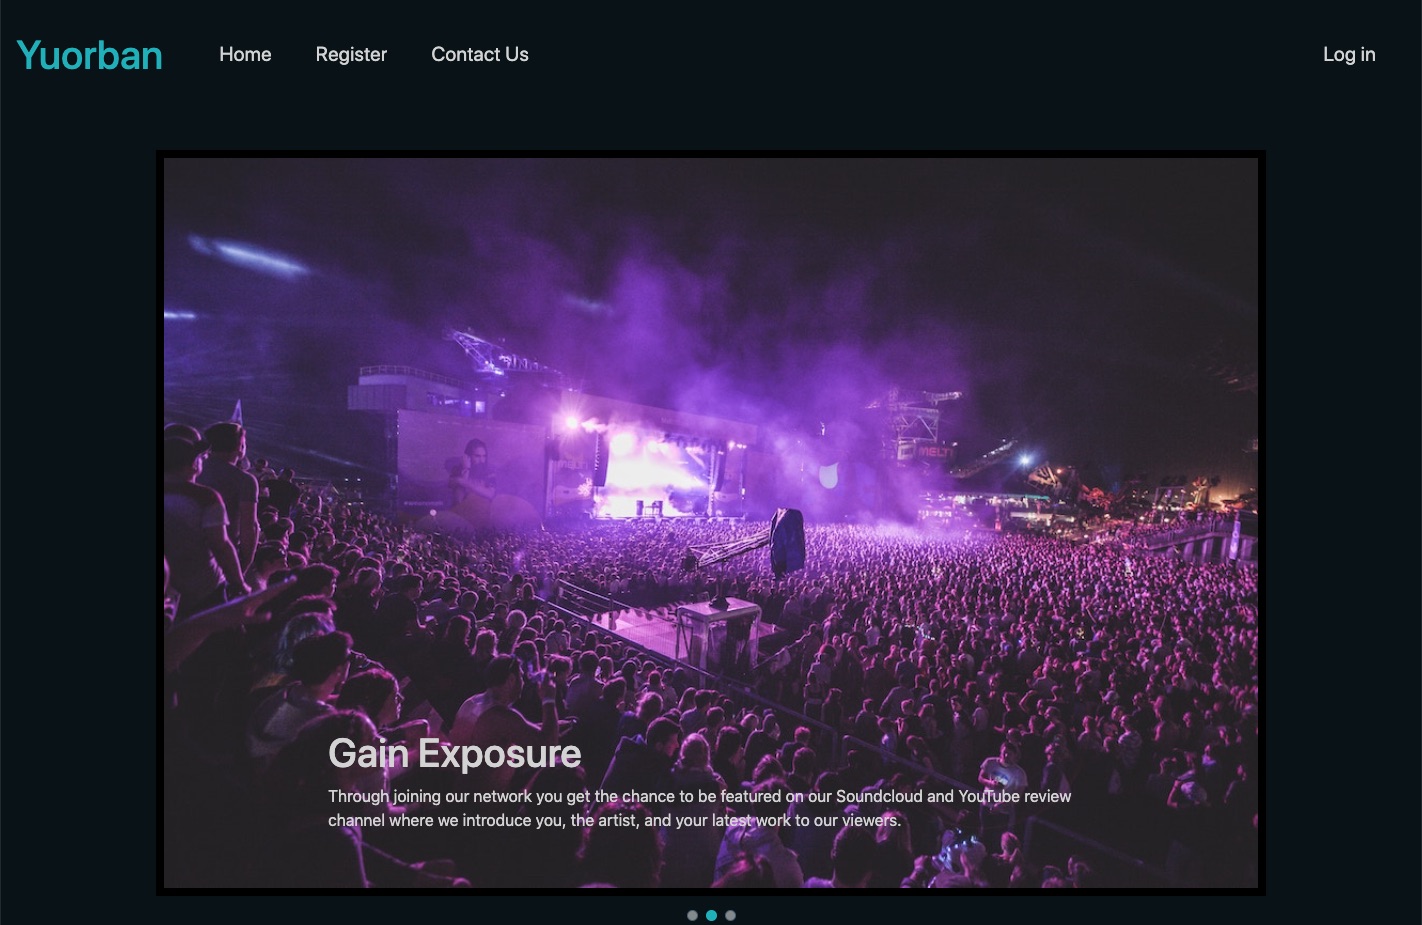 Yuorban
Home
Register
Contact Us
Log in
MELT!
Gain Exposure
Through joining our network you get the chance to be featured on our Soundcloud and YouTube review
channel where we introduce you, the artist, and your latest work to our viewers.